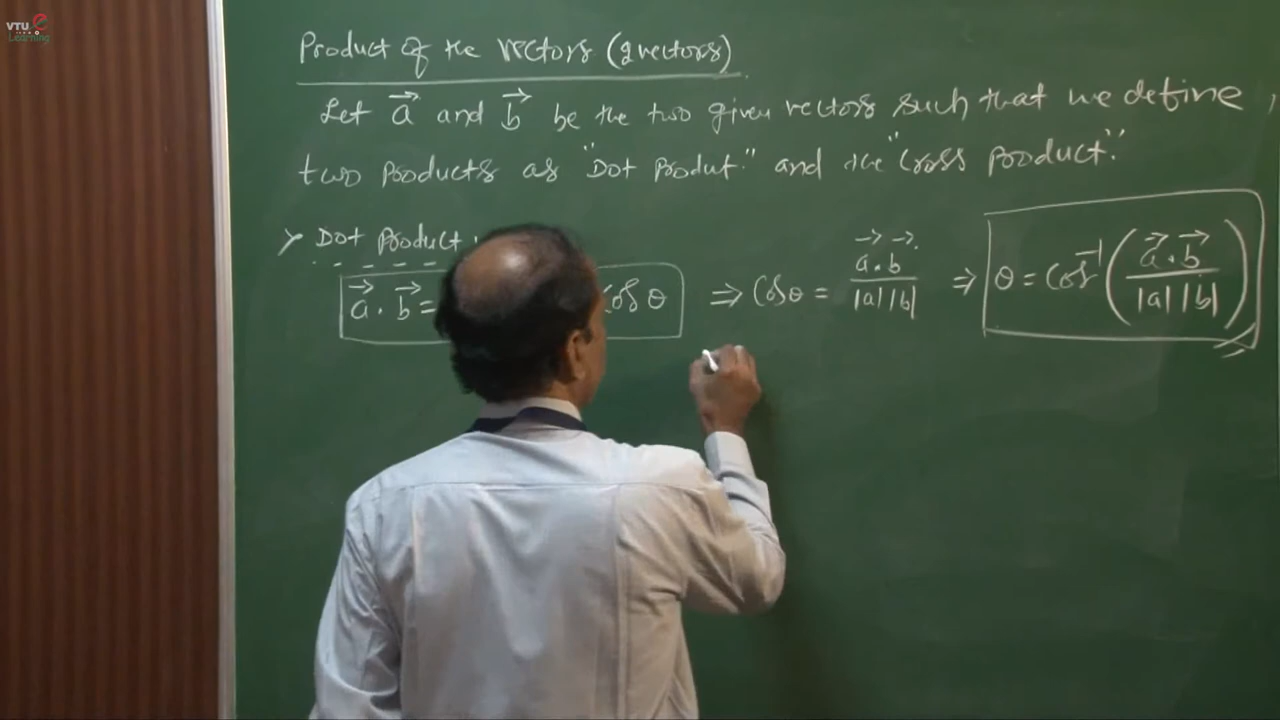 VTU e Learning
Product of the vectors (2 vectors)
Let a⃗ and b⃗ be the two given vectors such that we define,
two products as "Dot Produt." and the "Cross product."
> Dot Product
a⃗ . b⃗ = Cos θ ⇒ Cos θ = a⃗ . b⃗ / |a| |b| ⇒ θ = Cos⁻¹ ( a⃗ . b⃗ / |a| |b| )